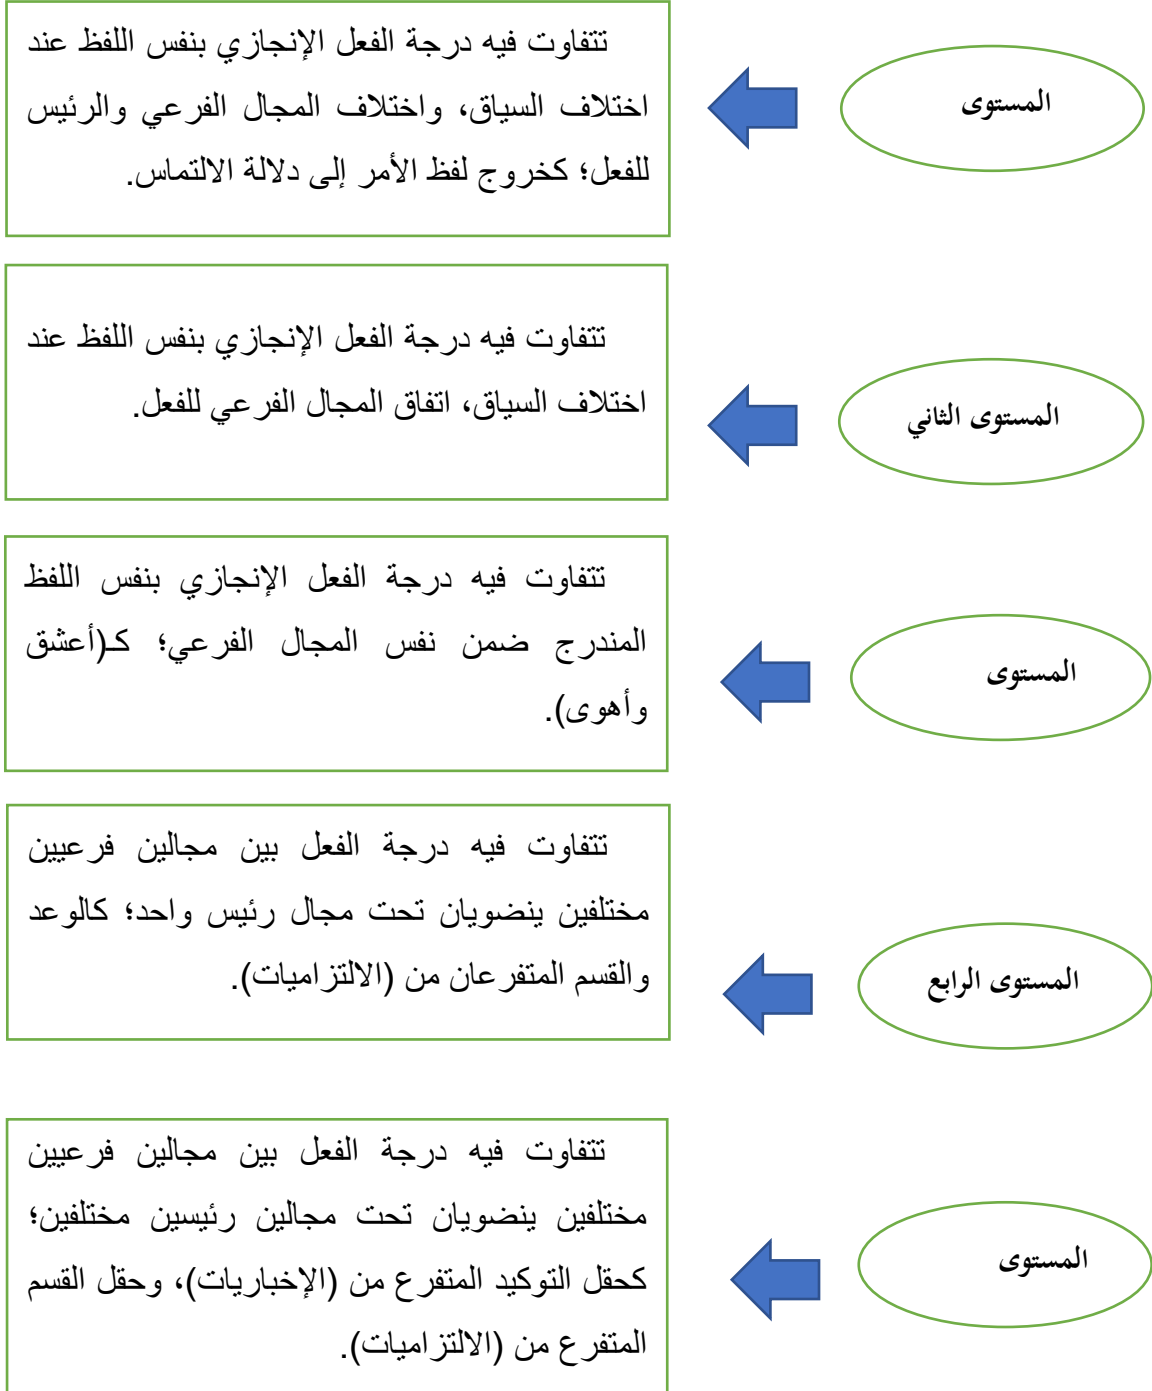 المستوى
تتفاوت فيه درجة الفعل الإنجازي بنفس اللفظ عند
اختلاف السياق، واختلاف المجال الفرعي والرئيس
للفعل؛ كخروج لفظ الأمر إلى دلالة الالتماس.
المستوى الثاني
تتفاوت فيه درجة الفعل الإنجازي بنفس اللفظ عند
اختلاف السياق، اتفاق المجال الفرعي للفعل.
المستوى
تتفاوت فيه درجة الفعل الإنجازي بنفس اللفظ
المندرج ضمن نفس المجال الفرعي؛ كـ(أعشق
وأهوى).
المستوى الرابع
تتفاوت فيه درجة الفعل بين مجالين فرعيين
مختلفين ينضويان تحت مجال رئيس واحد؛ كالوعد
والقسم المتفرعان من (الالتزاميات).
المستوى
تتفاوت فيه درجة الفعل بين مجالين فرعيين
مختلفين ينضويان تحت مجالين رئيسين مختلفين؛
كحقل التوكيد المتفرع من (الإخباريات)، وحقل القسم
المتفرع من (الالتزاميات).